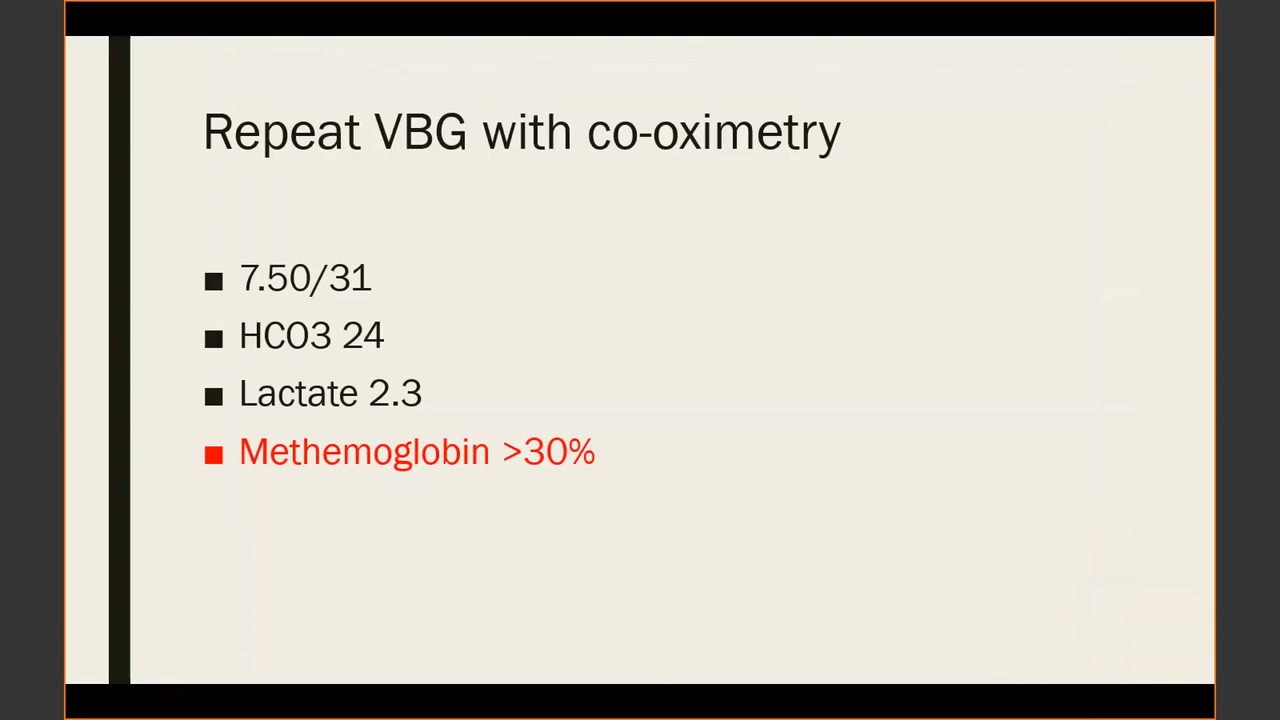 Repeat VBG with co-oximetry
■ 7.50/31
■ HCO3 24
■ Lactate 2.3
■ Methemoglobin >30%